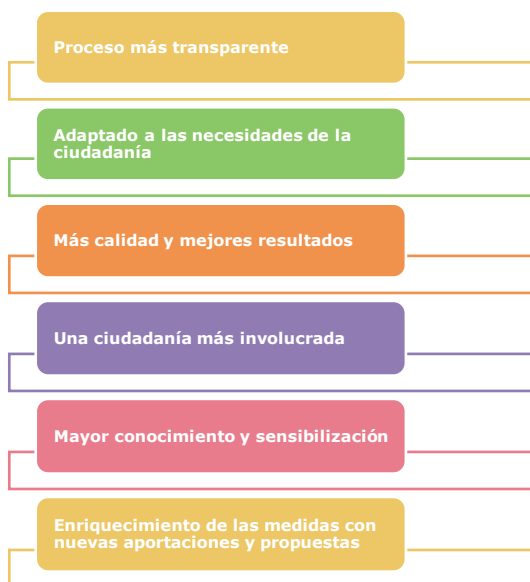 Proceso más transparente
Adaptado a las necesidades de la
ciudadanía
Más calidad y mejores resultados
Una ciudadanía más involucrada
Mayor conocimiento y sensibilización
Enriquecimiento de las medidas con
nuevas aportaciones y propuestas